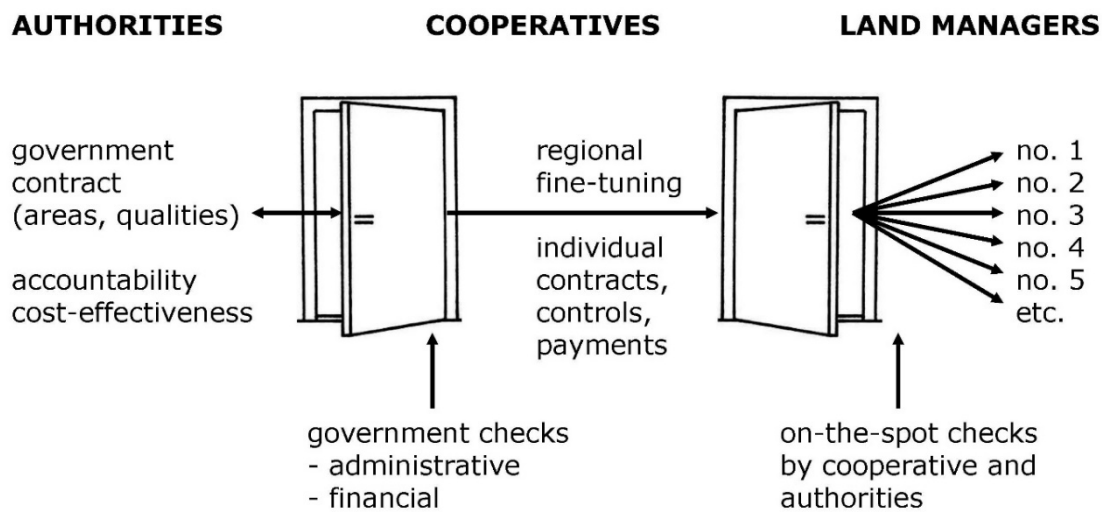 AUTHORITIES
COOPERATIVES
LAND MANAGERS
government
contract
(areas, qualities)
accountability
cost-effectiveness
regional
fine-tuning
individual
contracts,
controls,
payments
no. 1
no. 2
no. 3
no. 4
no. 5
etc.
government checks
- administrative
- financial
on-the-spot checks
by cooperative and
authorities